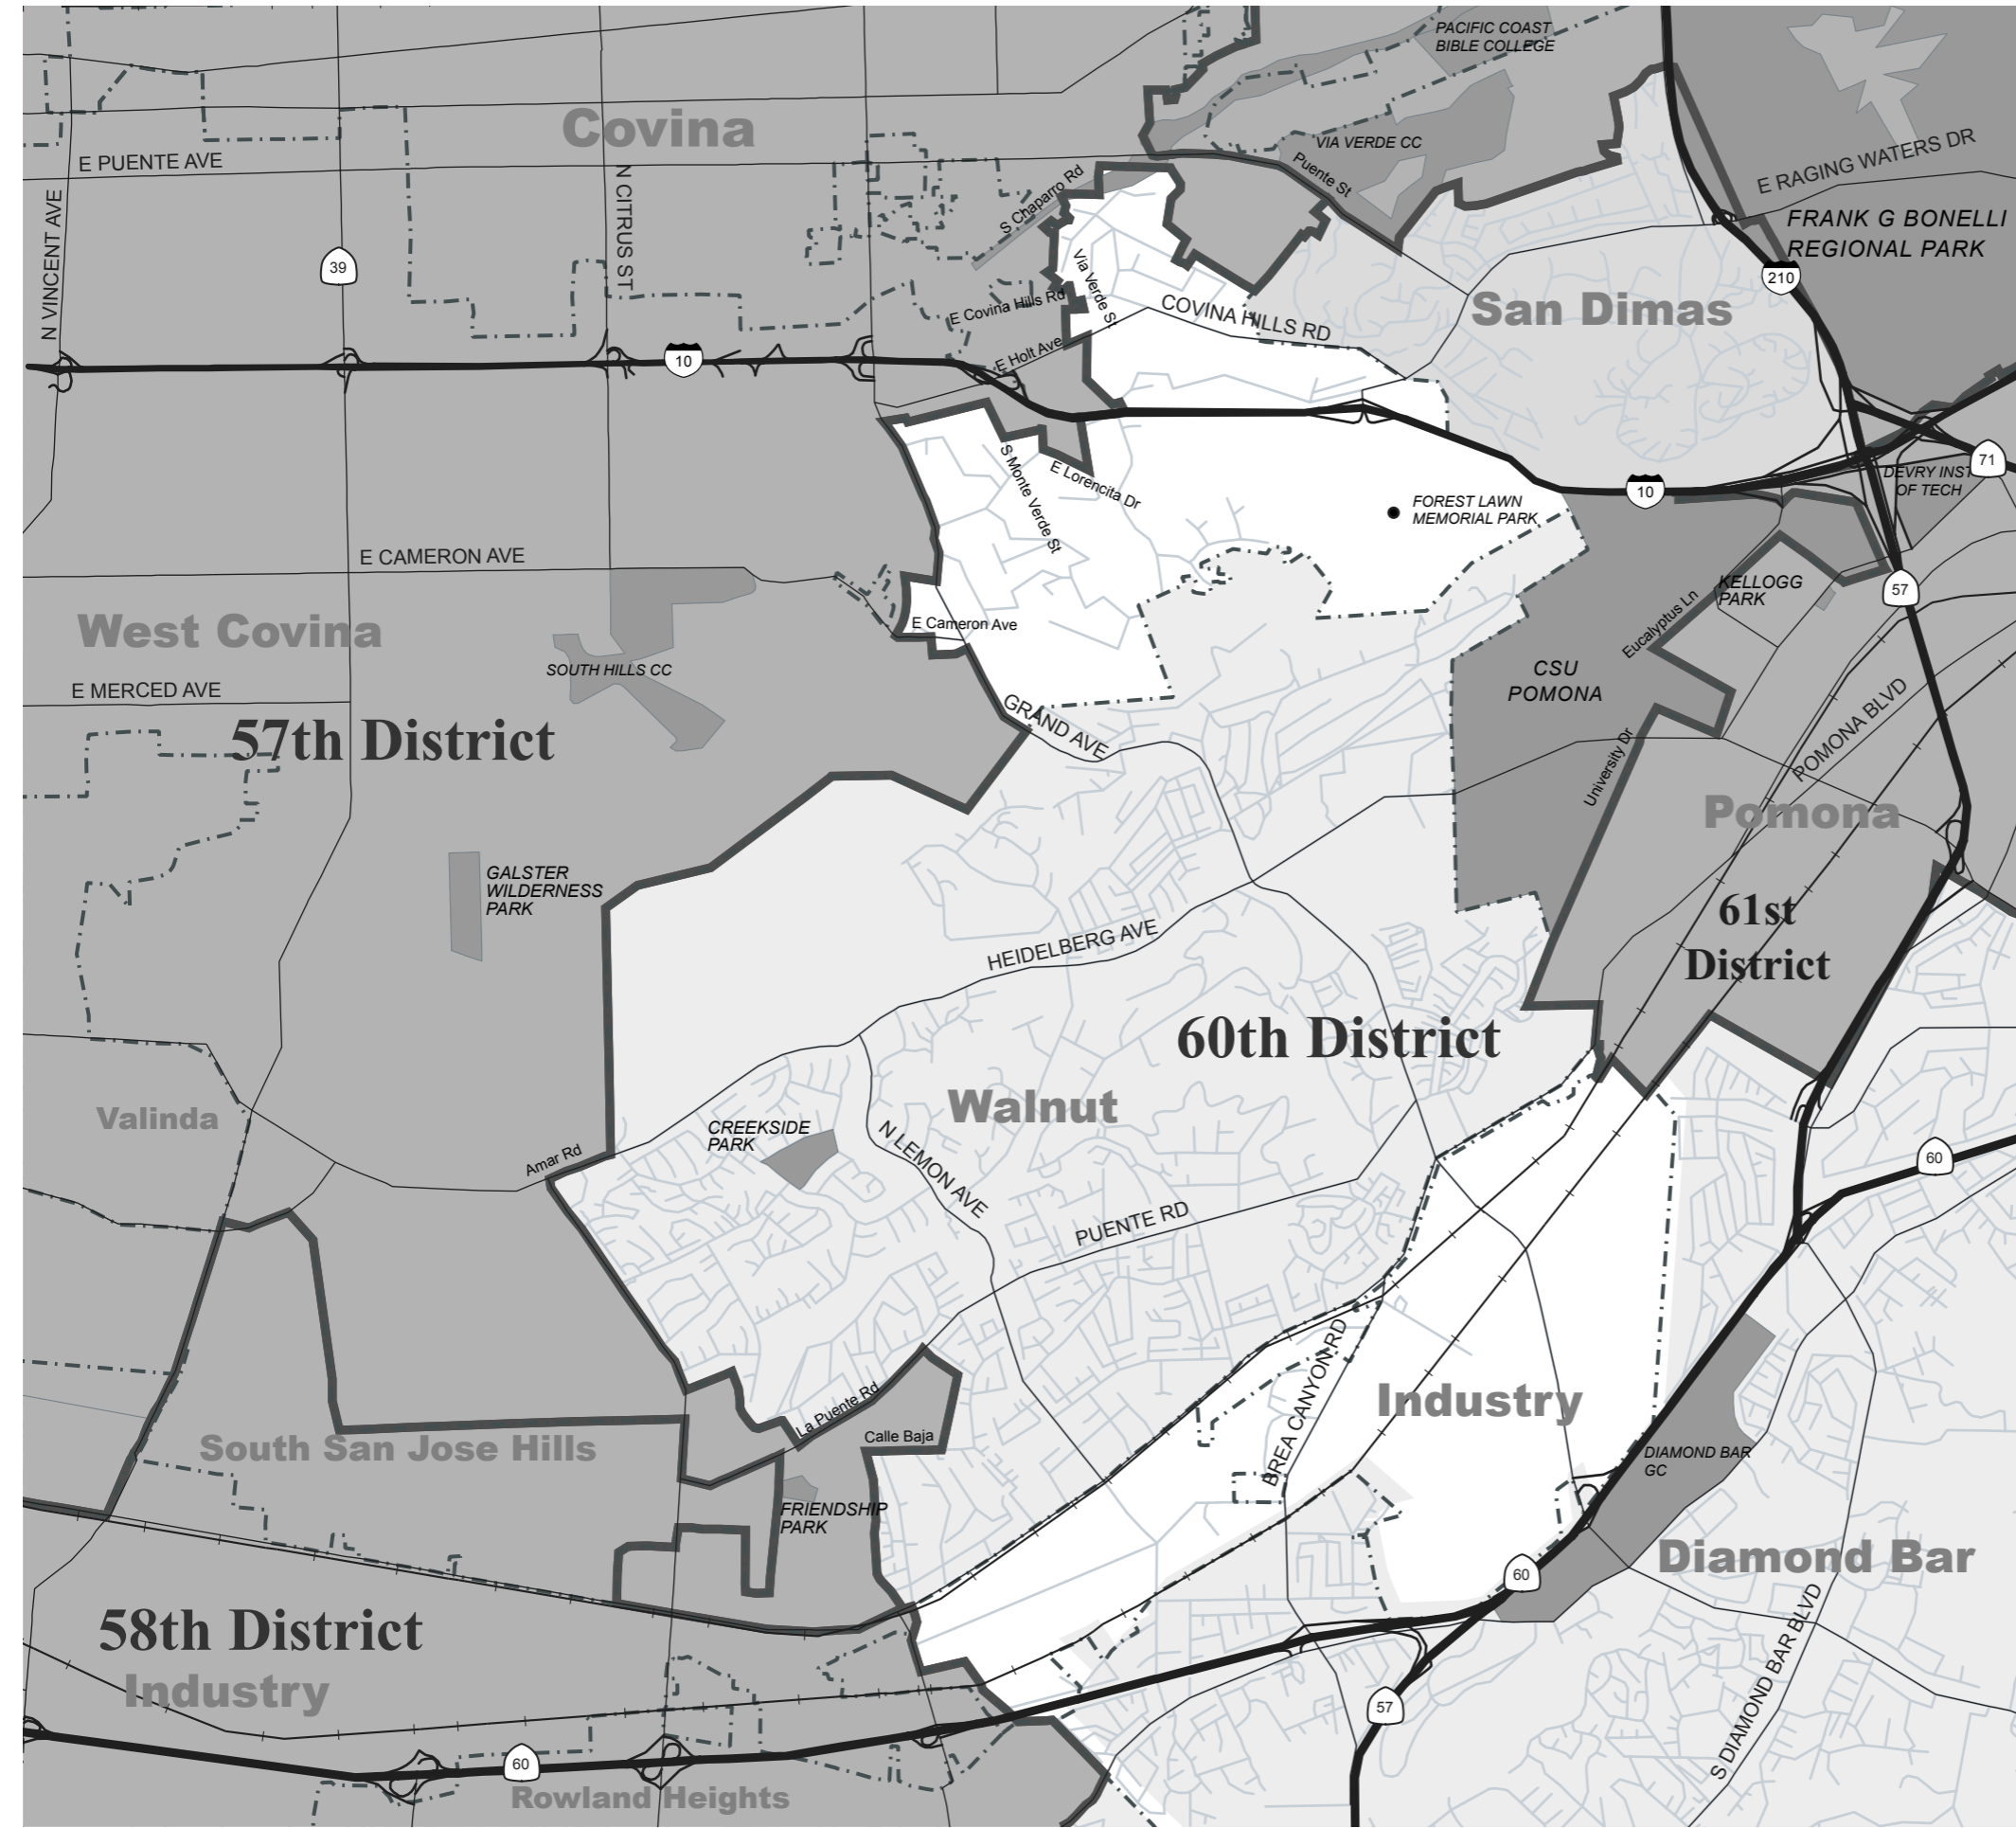 PACIFIC COAST
BIBLE COLLEGE
Covina
VIA VERDE CC
E RAGING WATERS DR
E PUENTE AVE
Puente St
S Chaparro Rd
N CITRUS ST
N VINCENT AVE
FRANK G BONELLI
REGIONAL PARK
39
210
Via Verde St
E Covina Hills Rd
COVINA HILLS RD
San Dimas
E Holt Ave
10
71
DEVRY INST
OF TECH
10
S Monte Verde St
E Lorencita Dr
FOREST LAWN
MEMORIAL PARK
E CAMERON AVE
KELLOGG
PARK
57
West Covina
E Cameron Ave
Eucalyptus Ln
SOUTH HILLS CC
CSU
POMONA
E MERCED AVE
57th District
GRAND AVE
POMONA BLVD
University Dr
Pomona
GALSTER
WILDERNESS
PARK
61st
District
HEIDELBERG AVE
60th District
Valinda
Walnut
CREEKSIDE
PARK
N LEMON AVE
Amar Rd
60
PUENTE RD
BREA CANYON RD
Industry
La Puente Rd
Calle Baja
South San Jose Hills
DIAMOND BAR
GC
FRIENDSHIP
PARK
Diamond Bar
60
58th District
Industry
S DIAMOND BAR BLVD
57
60
Rowland Heights